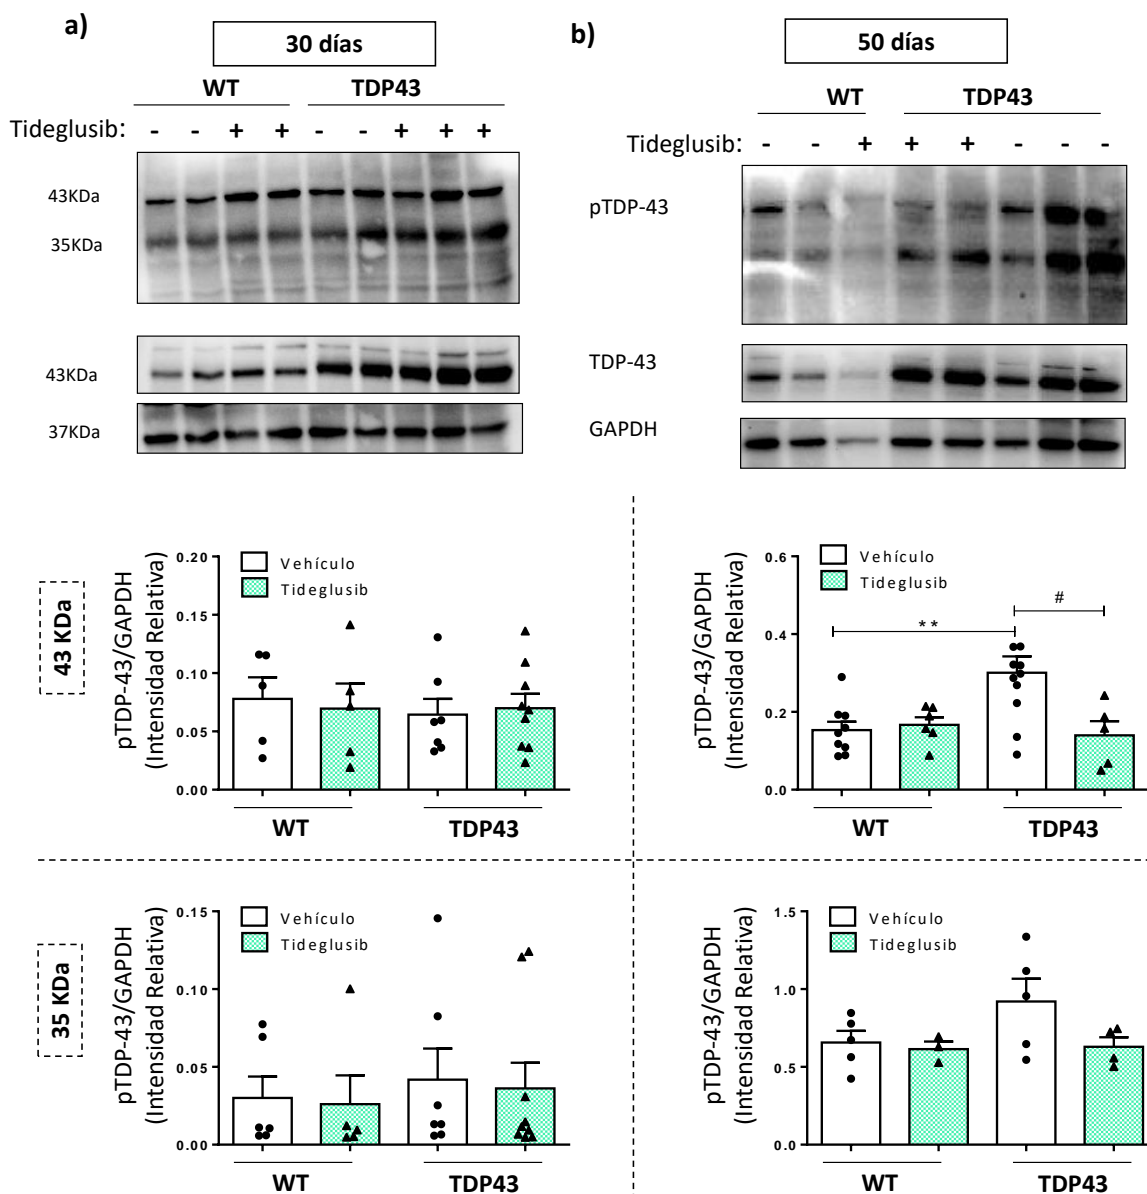 a)
30 días
WT TDP43
Tideglusib: - - + + - - + + +
43KDa
35KDa
43KDa
37KDa
b)
50 días
WT TDP43
Tideglusib: - - + + + - - -
pTDP-43
TDP-43
GAPDH
43 KDa
pTDP-43/GAPDH
(Intensidad Relativa)
0.20
0.15
0.10
0.05
0.00
Vehículo
Tideglusib
WT TDP43
pTDP-43/GAPDH
(Intensidad Relativa)
0.6
0.4
0.2
0.0
Vehículo
Tideglusib
**
#
WT TDP43
35 KDa
pTDP-43/GAPDH
(Intensidad Relativa)
0.15
0.10
0.05
0.00
Vehículo
Tideglusib
WT TDP43
pTDP-43/GAPDH
(Intensidad Relativa)
1.5
1.0
0.5
0.0
Vehículo
Tideglusib
WT TDP43